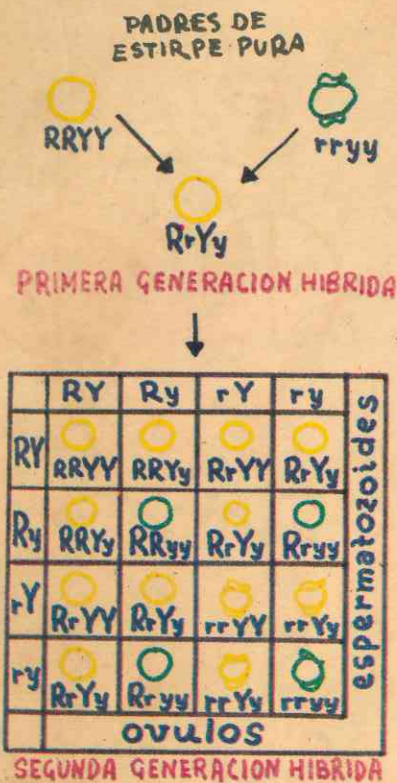 PADRES DE
ESTIRPE PURA
RRYY rryy
RrYy
PRIMERA GENERACION HIBRIDA
RY Ry rY ry
RY RRYY RRYy RrYY RrYy
Ry RRYy RRyy RrYy Rryy
rY RrYY RrYy rrYY rrYy
ry RrYy Rryy rrYy rryy
espermatozoides
ovulos
SEGUNDA GENERACION HIBRIDA